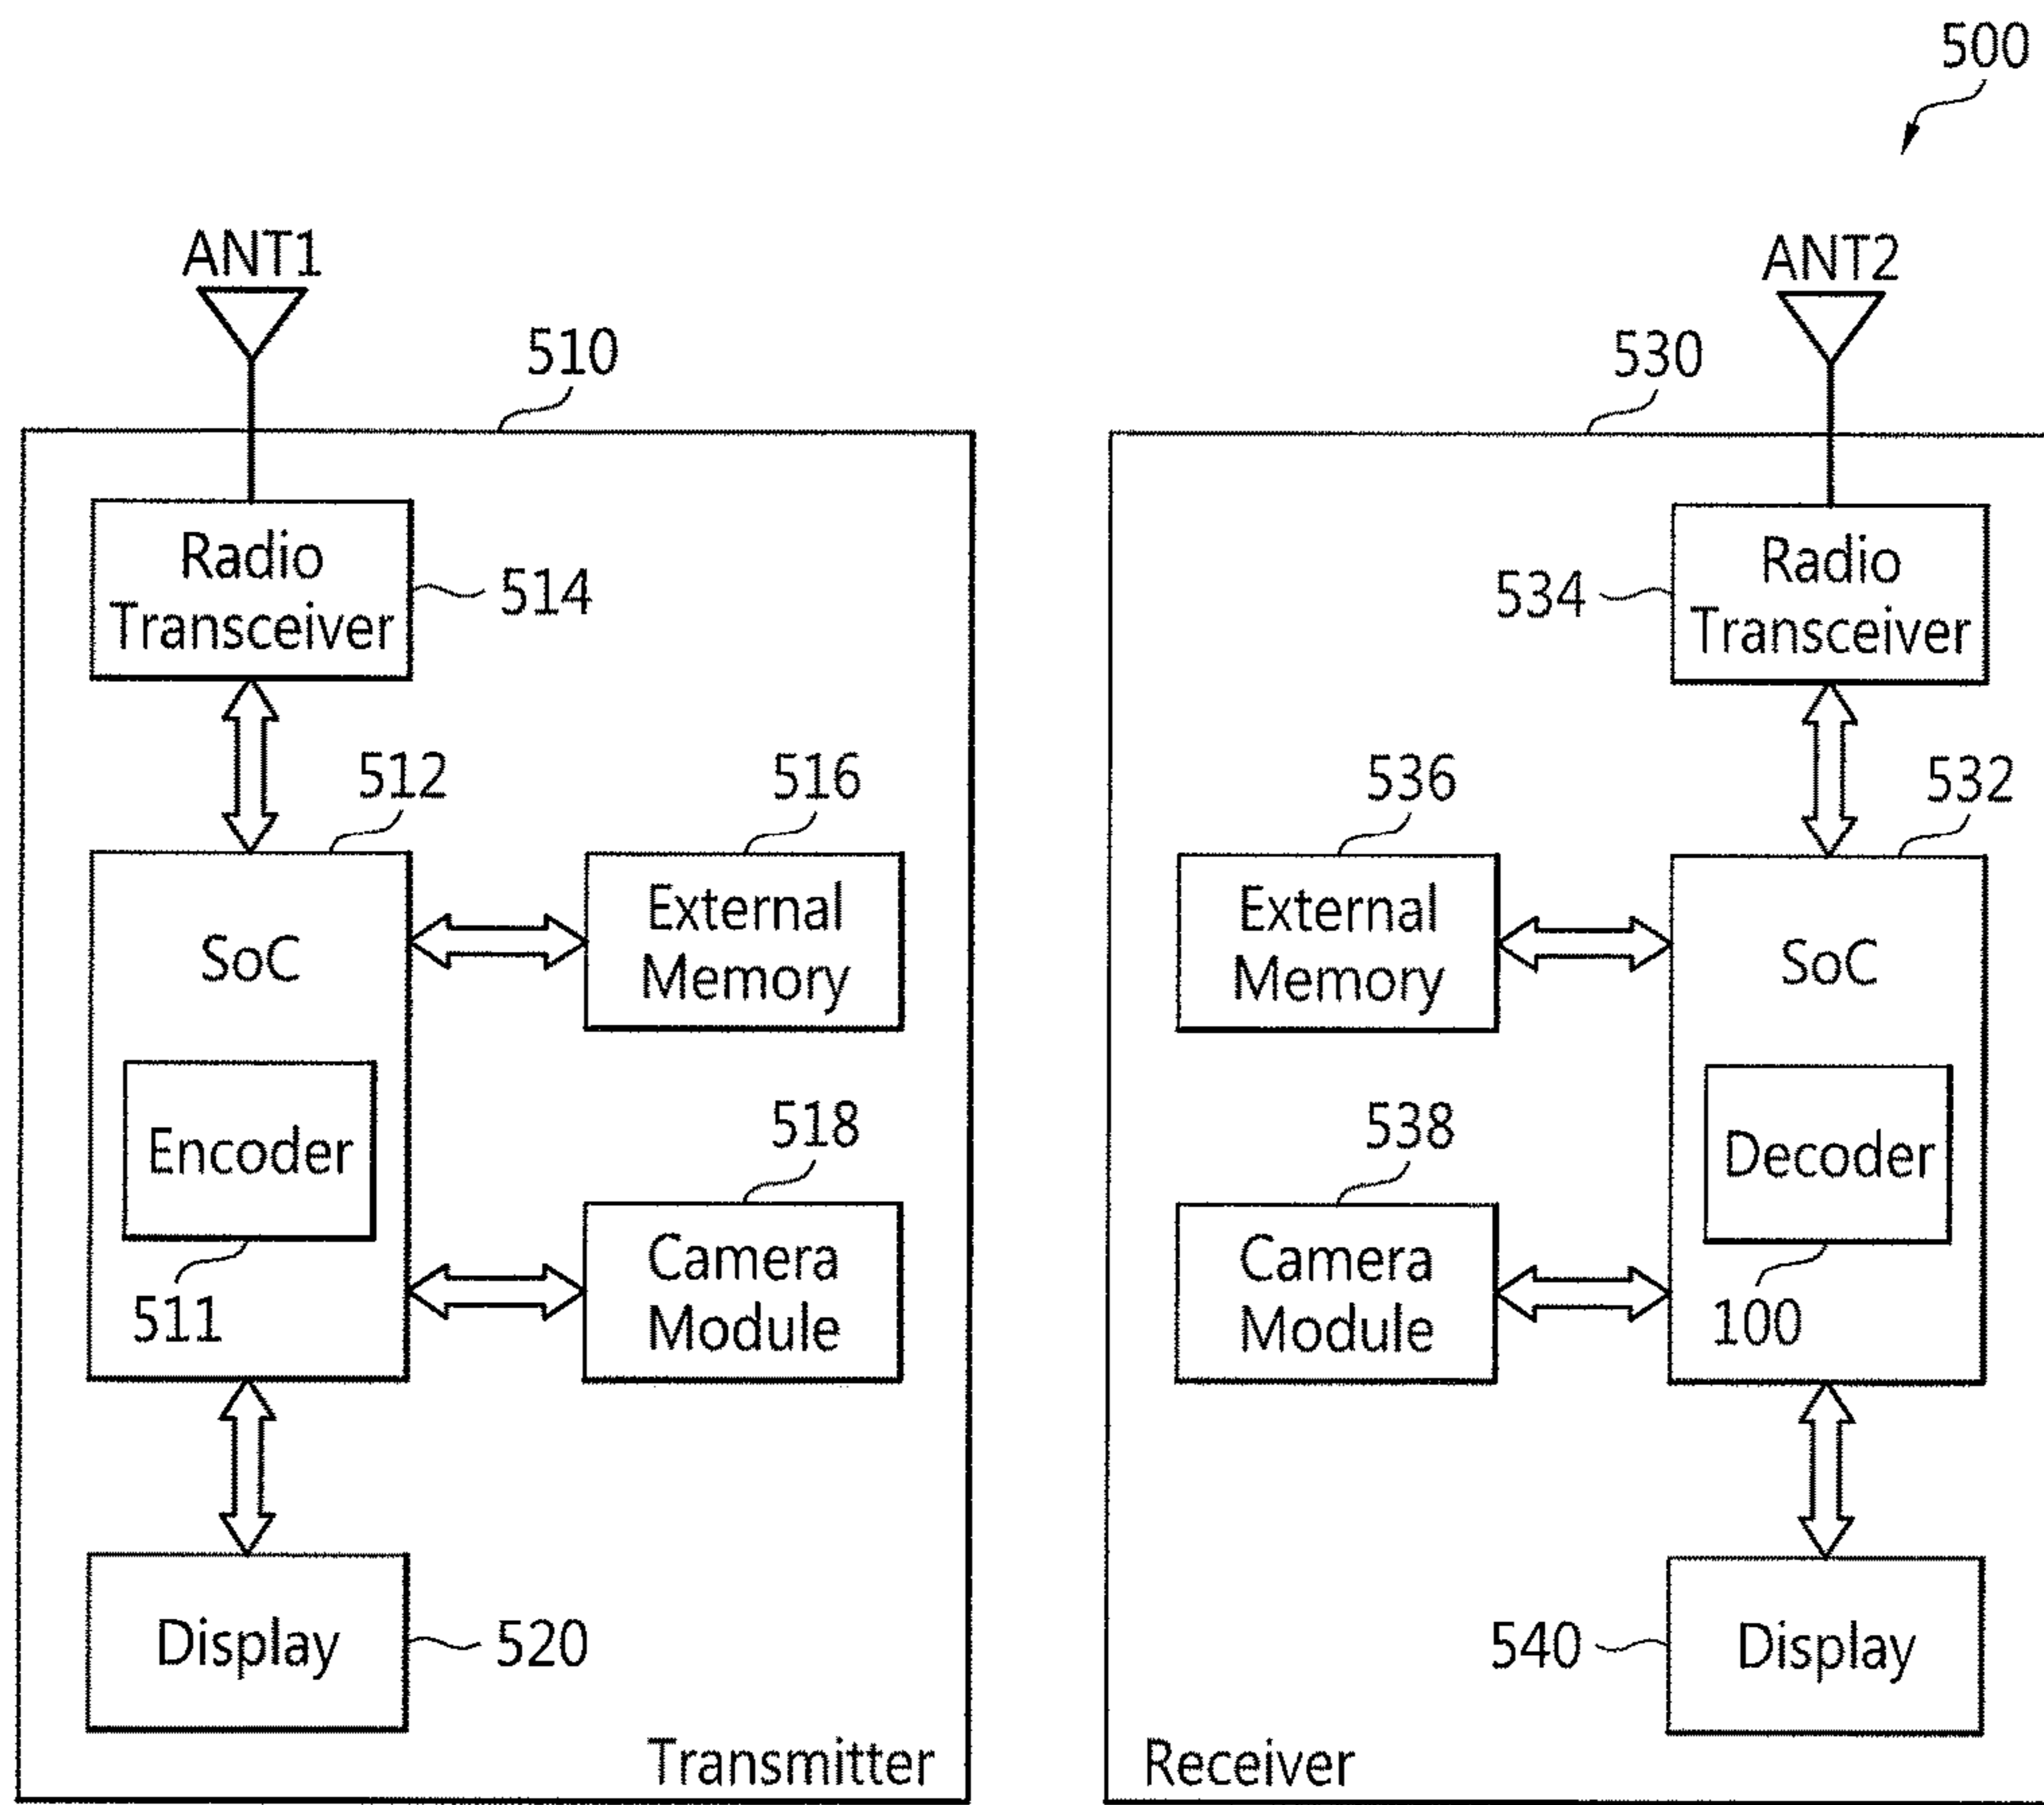 500
ANT1
510
Radio
Transceiver
514
512
SoC
516
External
Memory
Encoder
511
518
Camera
Module
Display
520
Transmitter
ANT2
530
Radio
Transceiver
534
536
External
Memory
532
SoC
Decoder
100
538
Camera
Module
540
Display
Receiver